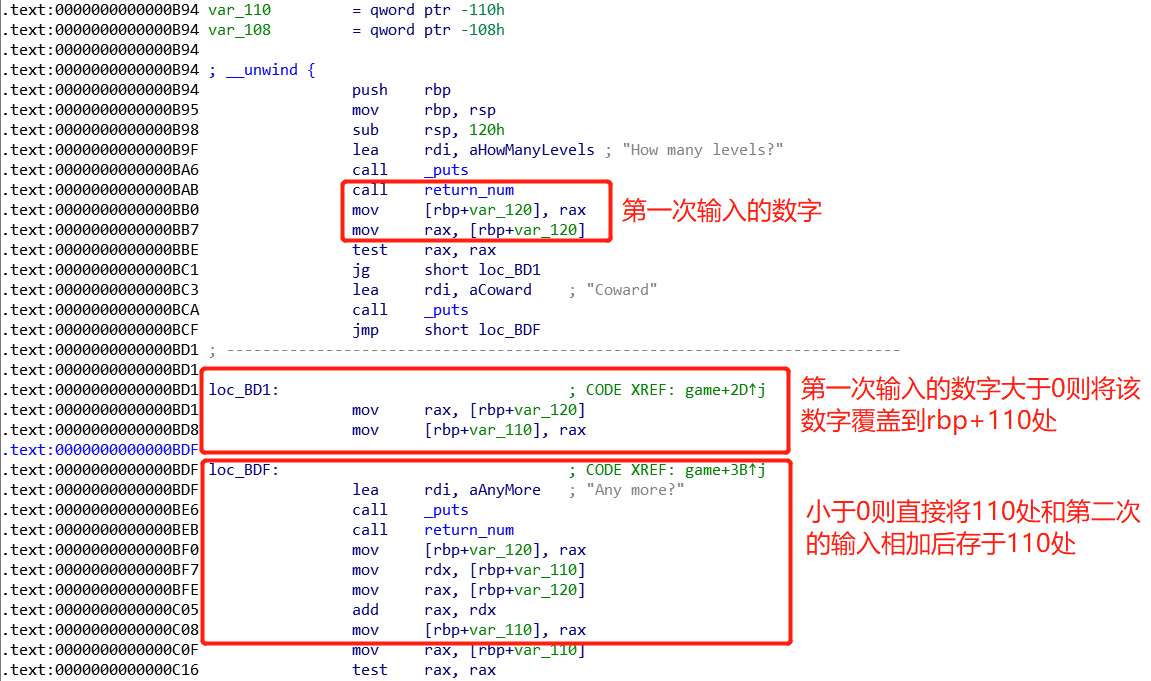 .text:0000000000000B94 var_110         = qword ptr -110h
.text:0000000000000B94 var_108         = qword ptr -108h
.text:0000000000000B94
.text:0000000000000B94 ; __unwind {
.text:0000000000000B94                 push    rbp
.text:0000000000000B95                 mov     rbp, rsp
.text:0000000000000B98                 sub     rsp, 120h
.text:0000000000000B9F                 lea     rdi, aHowManyLevels ; "How many levels?"
.text:0000000000000BA6                 call    _puts
.text:0000000000000BAB                 call    return_num
.text:0000000000000BB0                 mov     [rbp+var_120], rax
第一次输入的数字
.text:0000000000000BB7                 mov     rax, [rbp+var_120]
.text:0000000000000BBE                 test    rax, rax
.text:0000000000000BC1                 jg      short loc_BD1
.text:0000000000000BC3                 lea     rdi, aCoward    ; "Coward"
.text:0000000000000BCA                 call    _puts
.text:0000000000000BCF                 jmp     short loc_BDF
.text:0000000000000BD1 ; ---------------------------------------------------------------------------
.text:0000000000000BD1
.text:0000000000000BD1 loc_BD1:                                ; CODE XREF: game+2D↑j
.text:0000000000000BD1                 mov     rax, [rbp+var_120]
.text:0000000000000BD8                 mov     [rbp+var_110], rax
第一次输入的数字大于0则将该
数字覆盖到rbp+110处
.text:0000000000000BDF
.text:0000000000000BDF loc_BDF:                                ; CODE XREF: game+3B↑j
.text:0000000000000BDF                 lea     rdi, aAnyMore   ; "Any more?"
.text:0000000000000BE6                 call    _puts
.text:0000000000000BEB                 call    return_num
.text:0000000000000BF0                 mov     [rbp+var_120], rax
.text:0000000000000BF7                 mov     rdx, [rbp+var_110]
.text:0000000000000BFE                 mov     rax, [rbp+var_120]
.text:0000000000000C05                 add     rax, rdx
.text:0000000000000C08                 mov     [rbp+var_110], rax
小于0则直接将110处和第二次
的输入相加后存于110处
.text:0000000000000C0F                 mov     rax, [rbp+var_110]
.text:0000000000000C16                 test    rax, rax